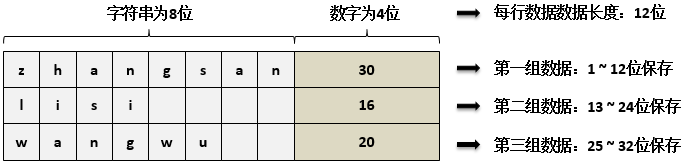 字符串为8位 数字为4位 每行数据数据长度：12位
z h a n g s a n 30 第一组数据：1 ~ 12位保存
l i s i 16 第二组数据：13 ~ 24位保存
w a n g w u 20 第三组数据：25 ~ 32位保存